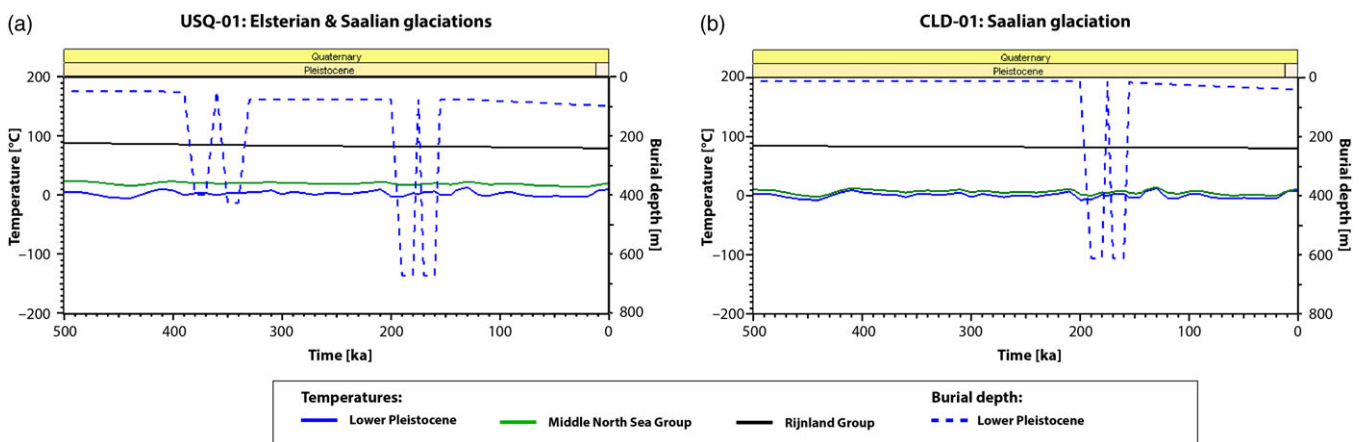 (a)
USQ-01: Elsterian & Saalian glaciations
Quaternary
Pleistocene
200
100
0
−100
−200
Temperature [°C]
0
200
400
600
800
Burial depth [m]
500
400
300
200
100
0
Time [ka]
(b)
CLD-01: Saalian glaciation
Quaternary
Pleistocene
200
100
0
−100
−200
Temperature [°C]
0
200
400
600
800
Burial depth [m]
500
400
300
200
100
0
Time [ka]
Temperatures:
Burial depth:
Lower Pleistocene
Middle North Sea Group
Rijnland Group
Lower Pleistocene